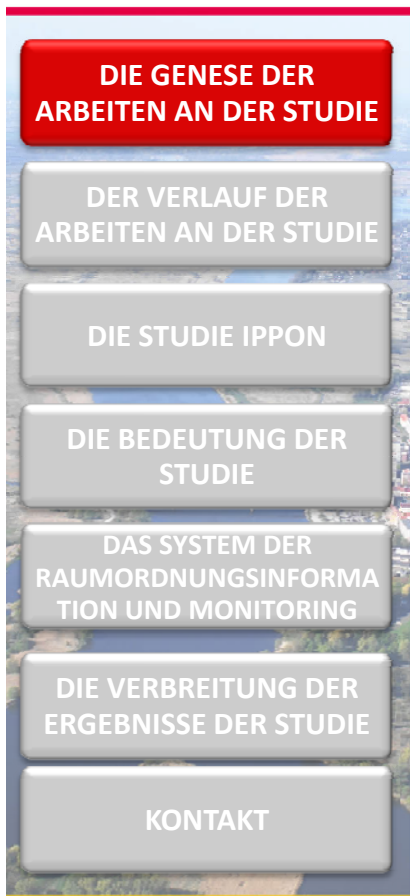 DIE GENESE DER
ARBEITEN AN DER STUDIE
DER VERLAUF DER
ARBEITEN AN DER STUDIE
DIE STUDIE IPPON
DIE BEDEUTUNG DER
STUDIE
DAS SYSTEM DER
RAUMORDNUNGSINFORMA
TION UND MONITORING
DIE VERBREITUNG DER
ERGEBNISSE DER STUDIE
KONTAKT